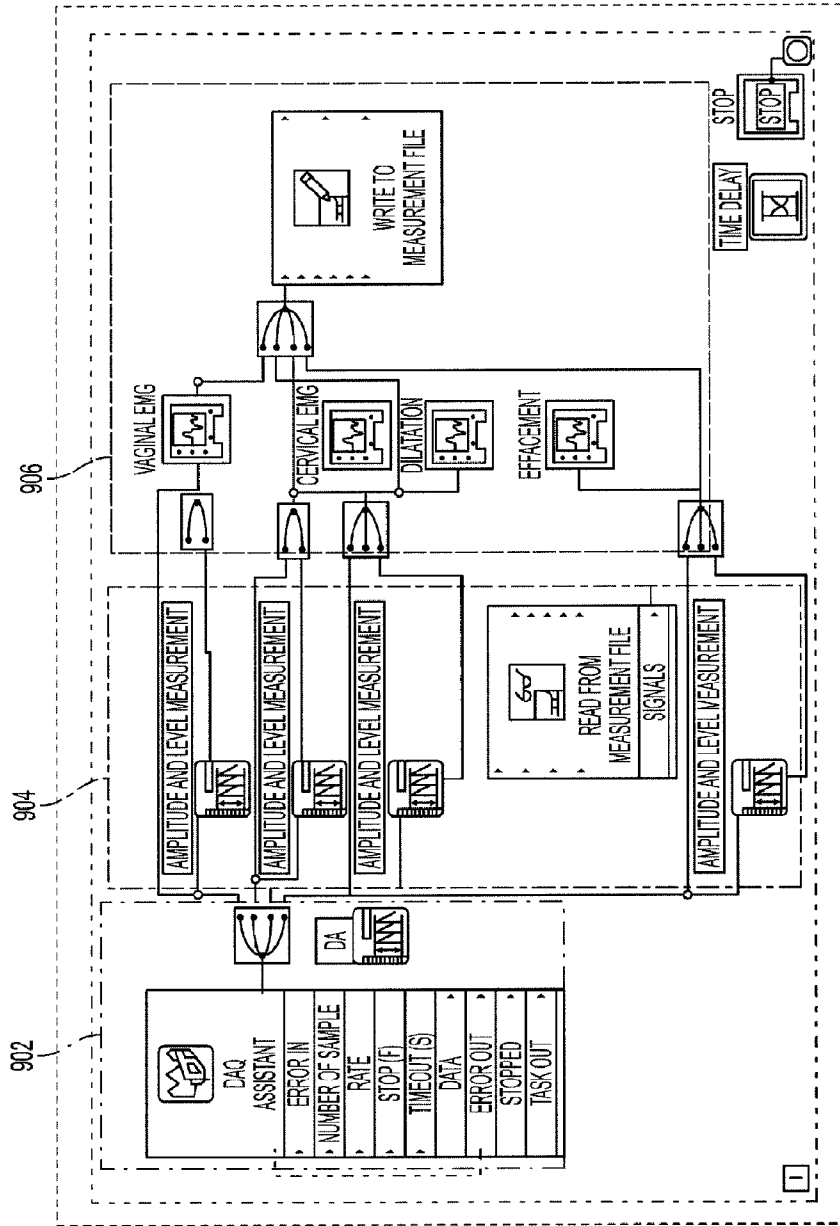 902
904
906
DAQ
ASSISTANT
ERROR IN
NUMBER OF SAMPLE
RATE
STOP (F)
TIMEOUT (S)
DATA
ERROR OUT
STOPPED
TASK OUT
DA
AMPLITUDE AND LEVEL MEASUREMENT
AMPLITUDE AND LEVEL MEASUREMENT
AMPLITUDE AND LEVEL MEASUREMENT
READ FROM
MEASUREMENT FILE
SIGNALS
AMPLITUDE AND LEVEL MEASUREMENT
VAGINAL EMG
CERVICAL EMG
DILATATION
EFFACEMENT
WRITE TO
MEASUREMENT FILE
TIME DELAY
STOP
STOP
I